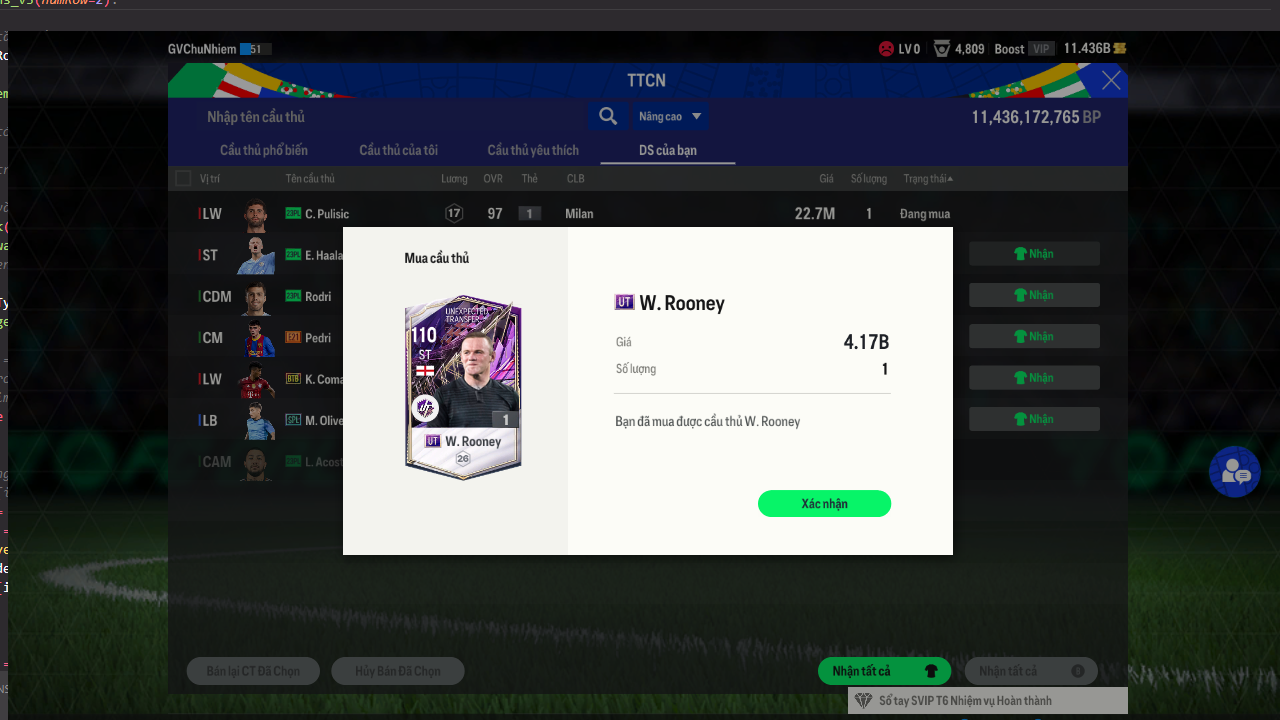 GVChuNhiem 51
LV 0 4,809 Boost VIP 11.436B
TTCN
Nhập tên cầu thủ
Nâng cao
11,436,172,765 BP
Cầu thủ phổ biến Cầu thủ của tôi Cầu thủ yêu thích DS của bạn
Vị trí Tên cầu thủ Lương OVR Thẻ CLB Giá Số lượng Trạng thái
LW 23PL C. Pulisic 17 97 1 Milan 22.7M 1 Đang mua
ST 23PL E. Haala Nhận
CDM 23PL Rodri Nhận
CM Pedri Nhận
LW BTB K. Coma Nhận
LB SPL M. Olive Nhận
CAM 23PL L. Acost
Mua cầu thủ
UNEXPECTED
TRANSFER
110
ST
1
UT W. Rooney
26
UT W. Rooney
Giá 4.17B
Số lượng 1
Bạn đã mua được cầu thủ W. Rooney
Xác nhận
Bán lại CT Đã Chọn Hủy Bán Đã Chọn Nhận tất cả Nhận tất cả
Sổ tay SVIP T6 Nhiệm vụ Hoàn thành